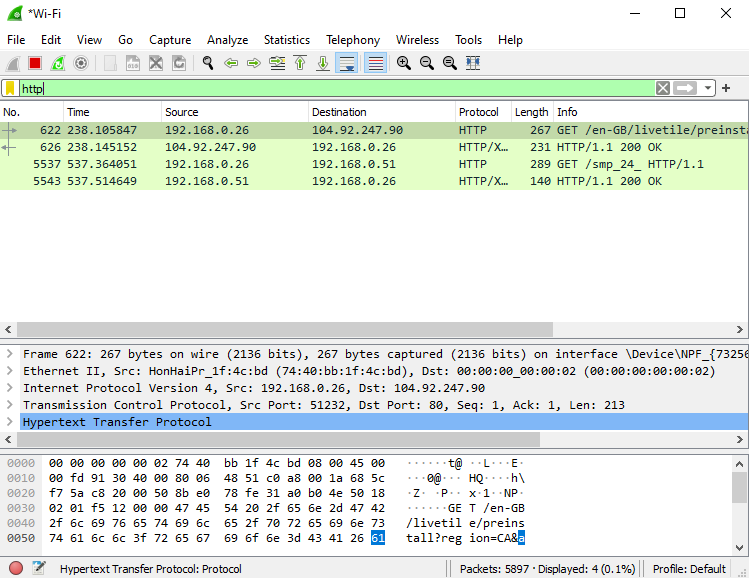 *Wi-Fi
File Edit View Go Capture Analyze Statistics Telephony Wireless Tools Help
http
No. Time Source Destination Protocol Length Info
622 238.105847 192.168.0.26 104.92.247.90 HTTP 267 GET /en-GB/livetile/preinsta
626 238.145152 104.92.247.90 192.168.0.26 HTTP/X… 231 HTTP/1.1 200 OK
5537 537.364051 192.168.0.26 192.168.0.51 HTTP 289 GET /smp_24_ HTTP/1.1
5543 537.514649 192.168.0.51 192.168.0.26 HTTP/X… 140 HTTP/1.1 200 OK
Frame 622: 267 bytes on wire (2136 bits), 267 bytes captured (2136 bits) on interface \Device\NPF_{73256
Ethernet II, Src: HonHaiPr_1f:4c:bd (74:40:bb:1f:4c:bd), Dst: 00:00:00_00:00:02 (00:00:00:00:00:02)
Internet Protocol Version 4, Src: 192.168.0.26, Dst: 104.92.247.90
Transmission Control Protocol, Src Port: 51232, Dst Port: 80, Seq: 1, Ack: 1, Len: 213
Hypertext Transfer Protocol
0000 00 00 00 00 00 02 74 40 bb 1f 4c bd 08 00 45 00 ······t@ ··L···E·
0010 00 fd 91 30 40 00 80 06 48 51 c0 a8 00 1a 68 5c ···0@··· HQ····h\
0020 f7 5a c8 20 00 50 8b e0 78 fe 31 a0 b4 4e 50 18 ·Z· ·P·· x·1··NP·
0030 02 01 f5 12 00 00 47 45 54 20 2f 65 6e 2d 47 42 ······GE T /en-GB
0040 2f 6c 69 76 65 74 69 6c 65 2f 70 72 65 69 6e 73 /livetil e/preins
0050 74 61 6c 6c 3f 72 65 67 69 6f 6e 3d 43 41 26 61 tall?reg ion=CA&a
Hypertext Transfer Protocol: Protocol Packets: 5897 · Displayed: 4 (0.1%) Profile: Default